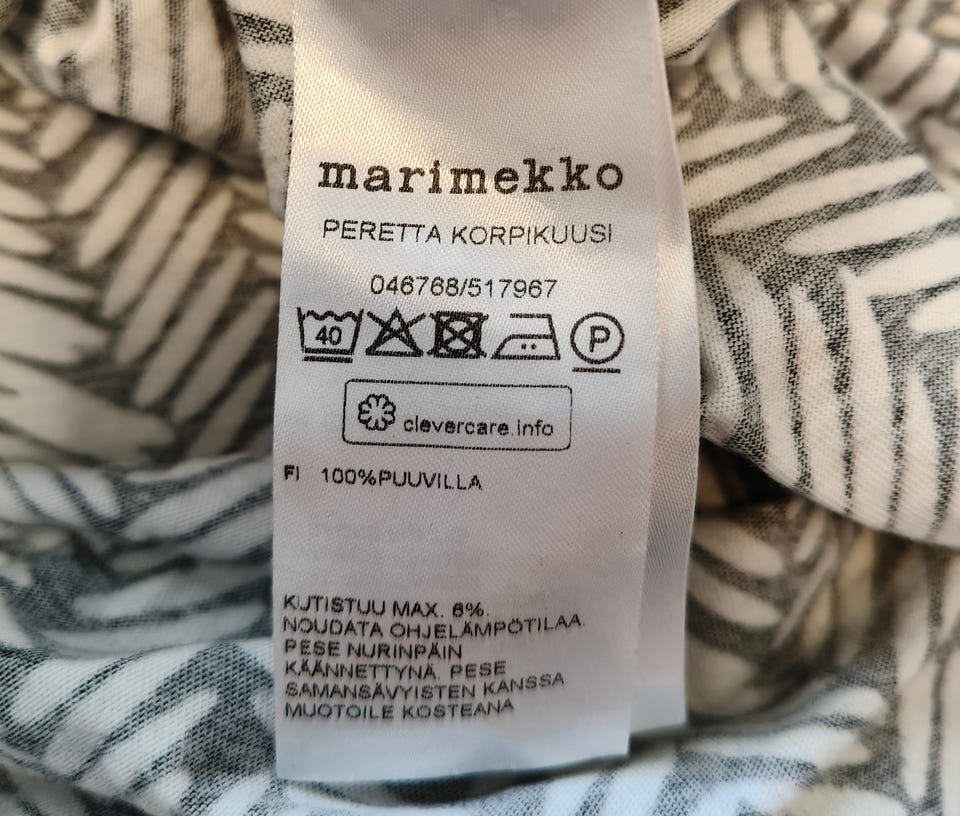 marimekko
PERETTA KORPIKUUSI
046768/517967
40 P
clevercare.info
FI 100%PUUVILLA
KUTISTUU MAX. 6%.
NOUDATA OHJELÄMPÖTILAA.
PESE NURINPÄIN
KÄÄNNETTYNÄ. PESE
SAMANSÄVYISTEN KANSSA
MUOTOILE KOSTEANA